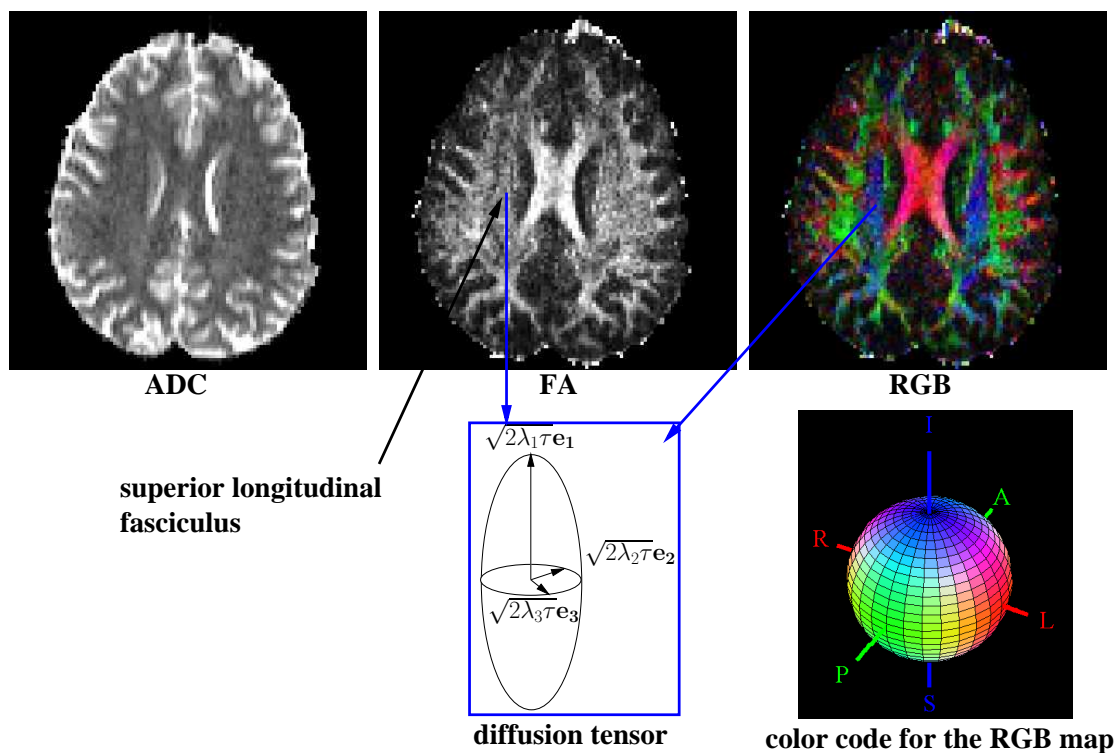 ADC
FA
RGB
superior longitudinal
fasciculus
√2λ₁τe₁
√2λ₂τe₂
√2λ₃τe₃
diffusion tensor
I
A
R
L
P
S
color code for the RGB map